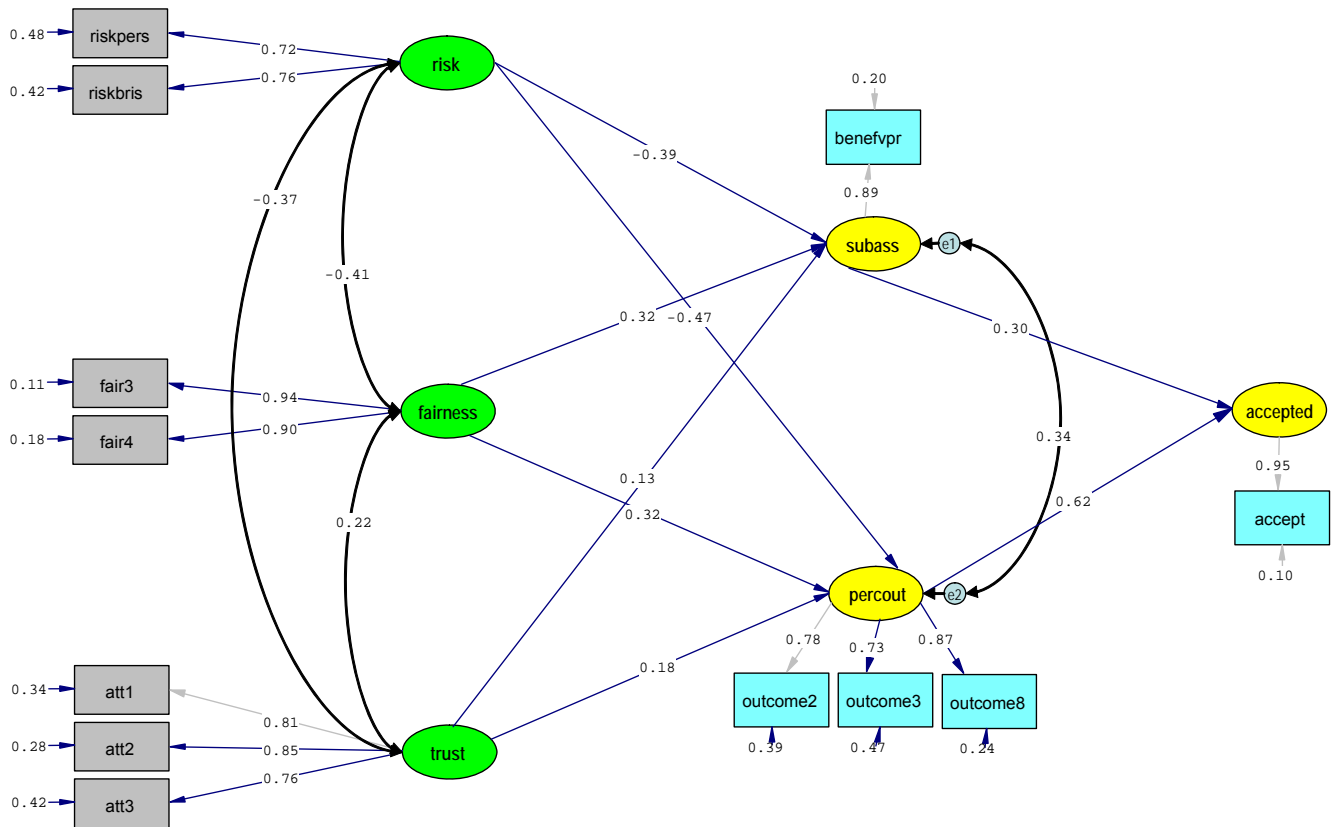 0.48
riskpers
0.72
risk
0.42
riskbris
0.76
0.20
benefvpr
-0.39
0.89
-0.37
subass
e1
-0.41
0.32
-0.47
0.30
0.11
fair3
0.94
fairness
accepted
0.18
fair4
0.90
0.34
0.95
0.13
0.62
0.32
0.22
accept
0.10
percout
e2
0.78
0.73
0.87
0.18
0.34
att1
outcome2
outcome3
outcome8
0.81
0.28
att2
0.85
trust
0.39
0.47
0.24
0.76
0.42
att3